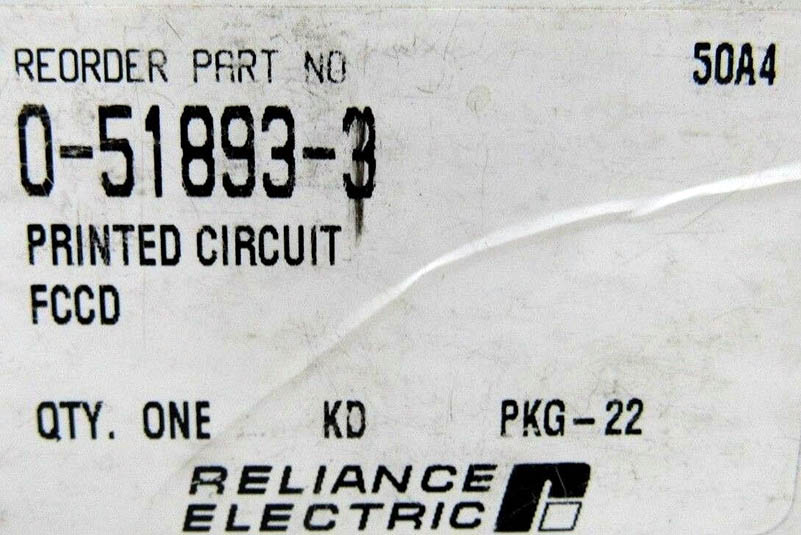 REORDER PART NO 50A4
0-51893-3
PRINTED CIRCUIT
FCCD
QTY. ONE KD PKG-22
RELIANCE
ELECTRIC